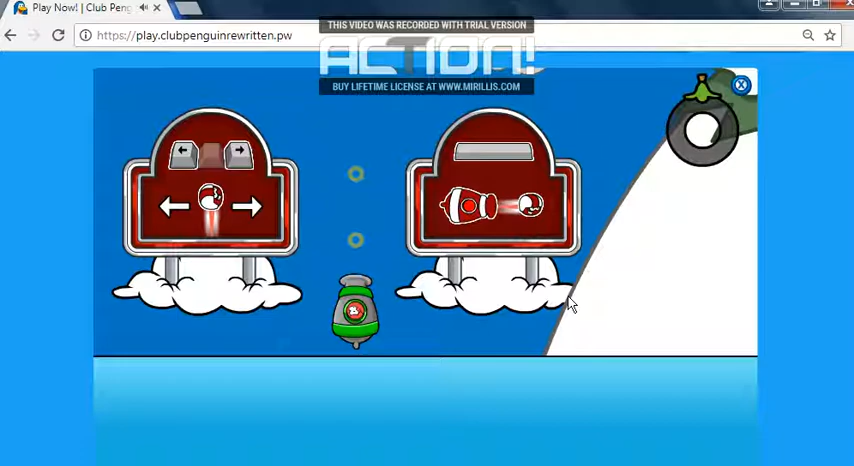 Play Now! | Club Peng
https://play.clubpenguinrewritten.pw
THIS VIDEO WAS RECORDED WITH TRIAL VERSION
ACTION!
BUY LIFETIME LICENSE AT WWW.MIRILLIS.COM